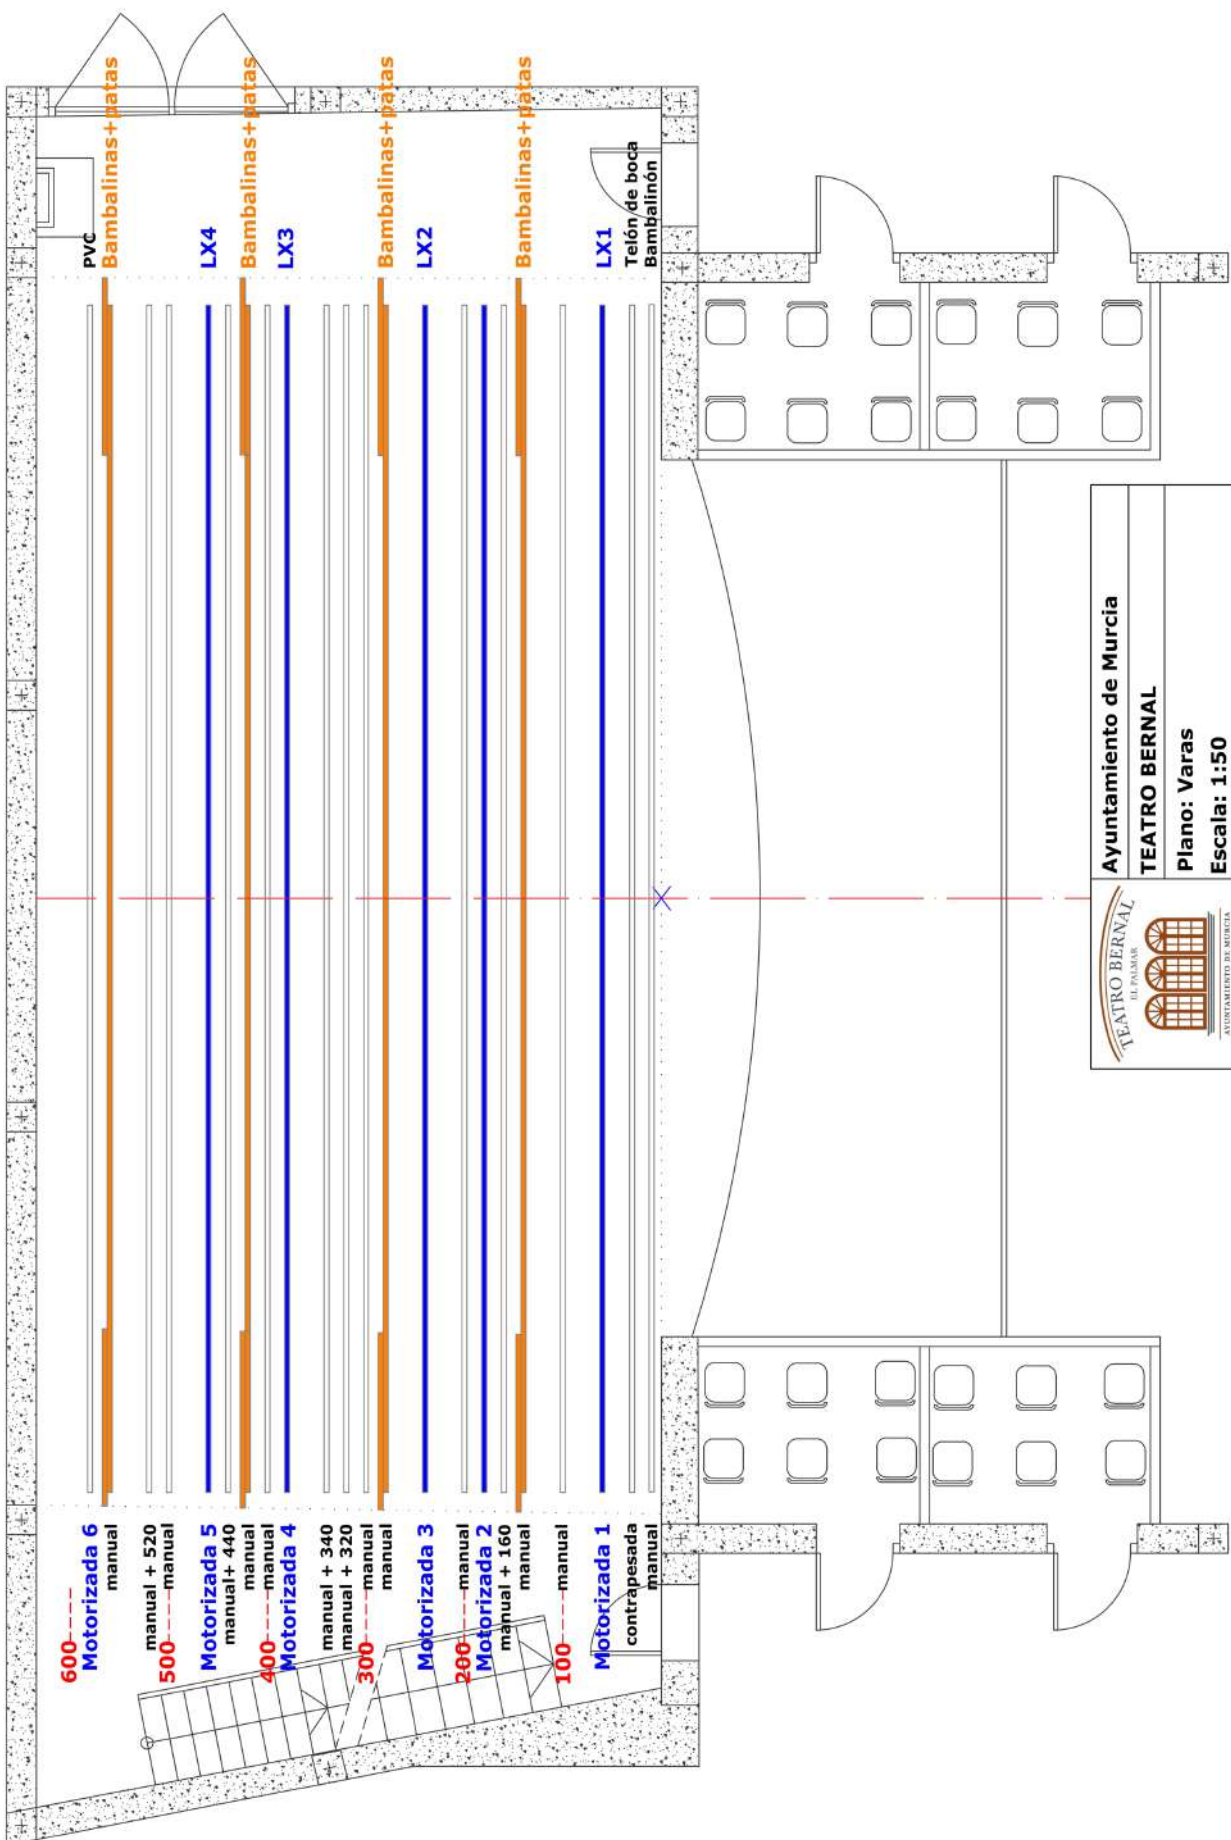 PVC
Bambalinas+patas
LX4
Bambalinas+patas
LX3
Bambalinas+patas
LX2
Bambalinas+patas
LX1
Telón de boca
Bambalinón
600-----
Motorizada 6
manual
manual + 520
500-----manual
Motorizada 5
manual+ 440
manual
400-----manual
Motorizada 4
manual + 340
manual + 320
300-----manual
manual
Motorizada 3
200-----manual
Motorizada 2
manual + 160
manual
100-----manual
Motorizada 1
contrapesada
manual
TEATRO BERNAL
EL PALMAR
AYUNTAMIENTO DE MURCIA
Ayuntamiento de Murcia
TEATRO BERNAL
Plano: Varas
Escala: 1:50